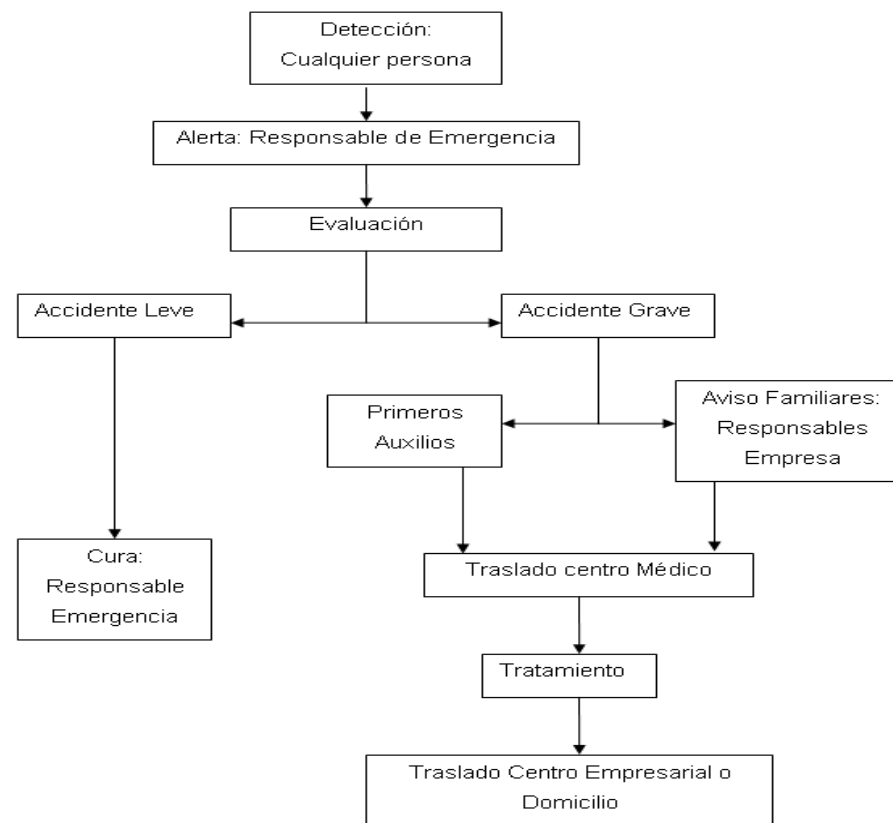 Detección:
Cualquier persona
Alerta: Responsable de Emergencia
Evaluación
Accidente Leve
Accidente Grave
Primeros
Auxilios
Aviso Familiares:
Responsables
Empresa
Cura:
Responsable
Emergencia
Traslado centro Médico
Tratamiento
Traslado Centro Empresarial o
Domicilio